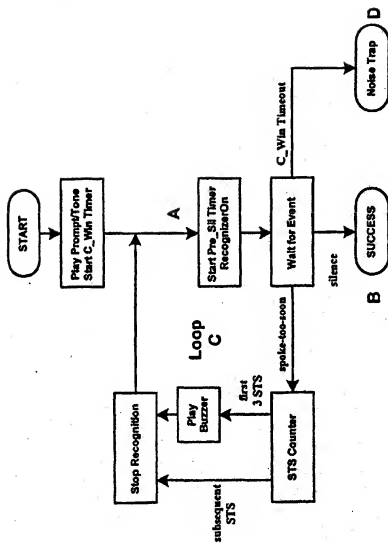 START
Play Prompt/Tone
Start C_Win Timer
A
Start Pre_Sil Timer
RecognizerOn
Wait for Event
C_Win Timeout
Noise Trap
D
silence
SUCCESS
B
spoke-too-soon
STS Counter
first
3 STS
Play
Buzzer
subsequent
STS
Stop Recognition
Loop
C